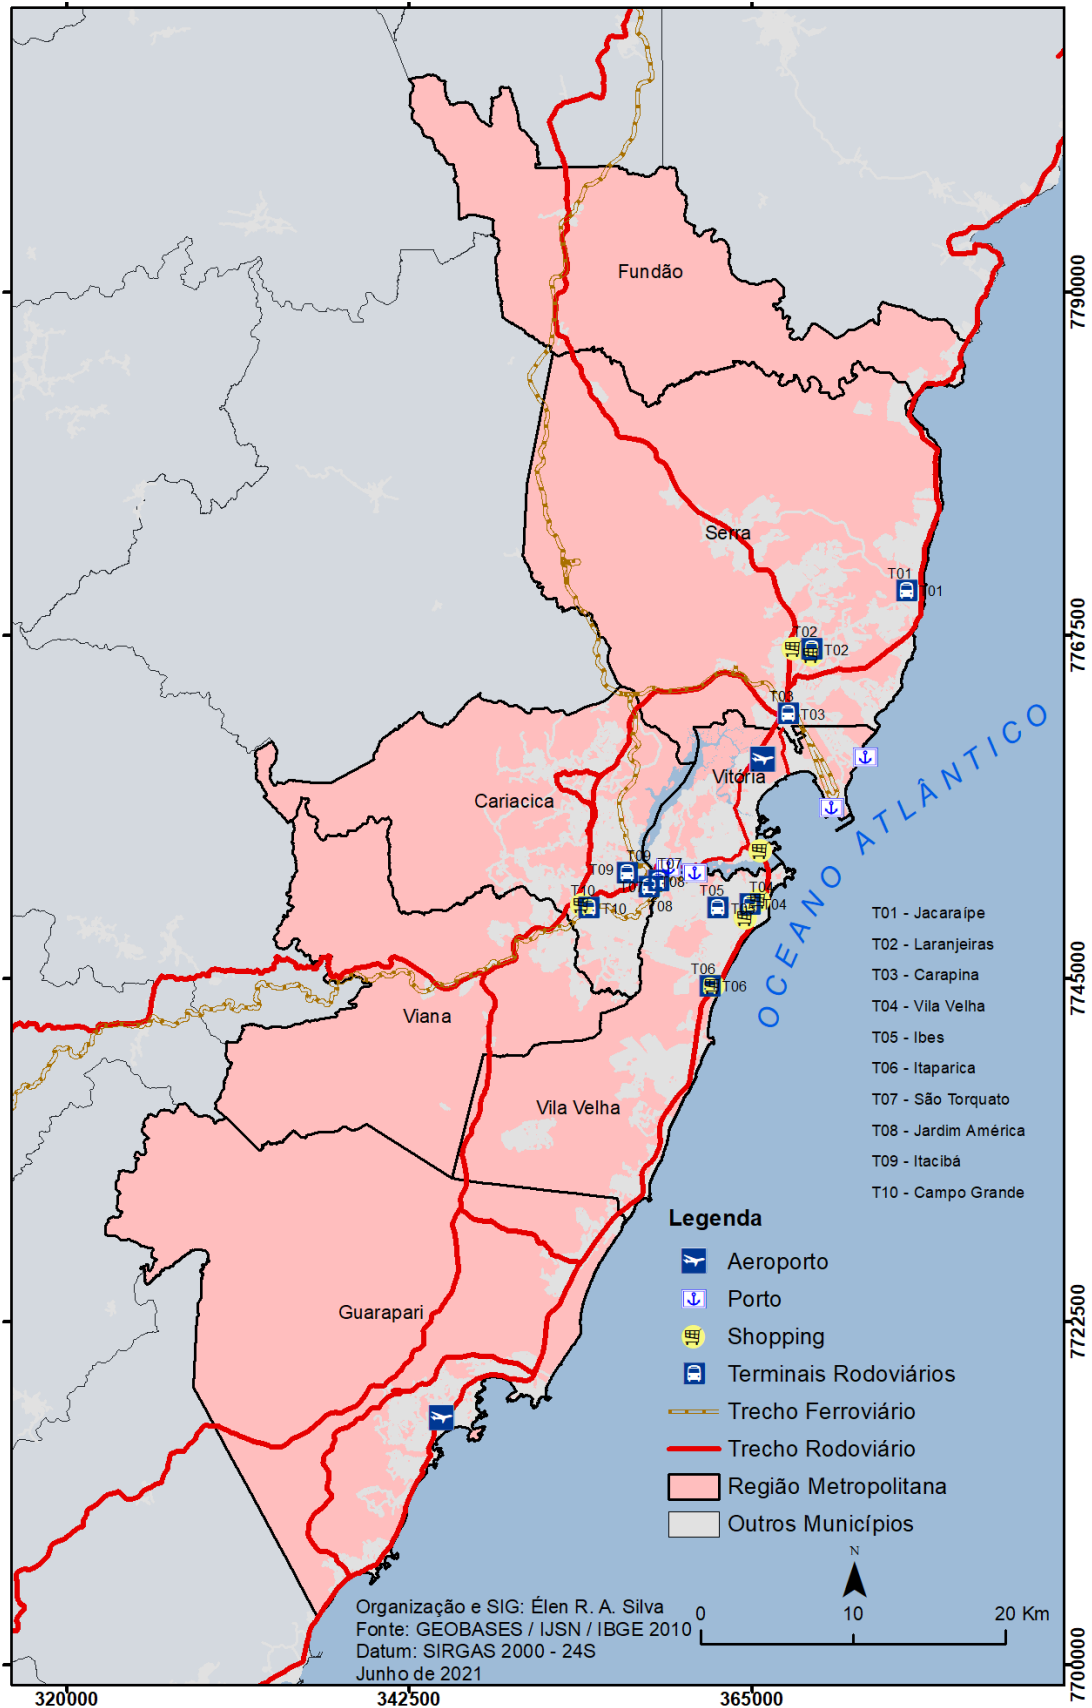 Fundão
Serra
T01
T01
T02
T02
T03
T03
Vitória
Cariacica
OCEANO ATLÂNTICO
T09
T09
T07
T07
T08
T08
T10
T10
T05
T05
T04
T04
T06
T06
Viana
Vila Velha
Guarapari
T01 - Jacaraípe
T02 - Laranjeiras
T03 - Carapina
T04 - Vila Velha
T05 - Ibes
T06 - Itaparica
T07 - São Torquato
T08 - Jardim América
T09 - Itacibá
T10 - Campo Grande
Legenda
Aeroporto
Porto
Shopping
Terminais Rodoviários
Trecho Ferroviário
Trecho Rodoviário
Região Metropolitana
Outros Municípios
N
0 10 20 Km
Organização e SIG: Élen R. A. Silva
Fonte: GEOBASES / IJSN / IBGE 2010
Datum: SIRGAS 2000 - 24S
Junho de 2021
7790000
7767500
7745000
7722500
7700000
320000 342500 365000